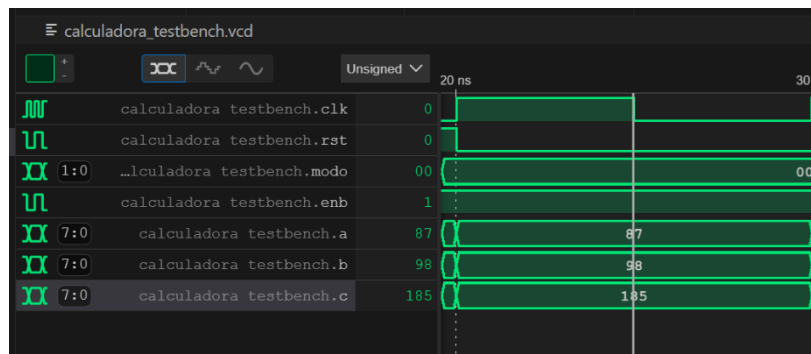 calculadora_testbench.vcd
+
-
Unsigned
20 ns 30
calculadora testbench.clk 0
calculadora testbench.rst 0
1:0 …lculadora testbench.modo 00 00
calculadora testbench.enb 1
7:0 calculadora testbench.a 87 87
7:0 calculadora testbench.b 98 98
7:0 calculadora testbench.c 185 185